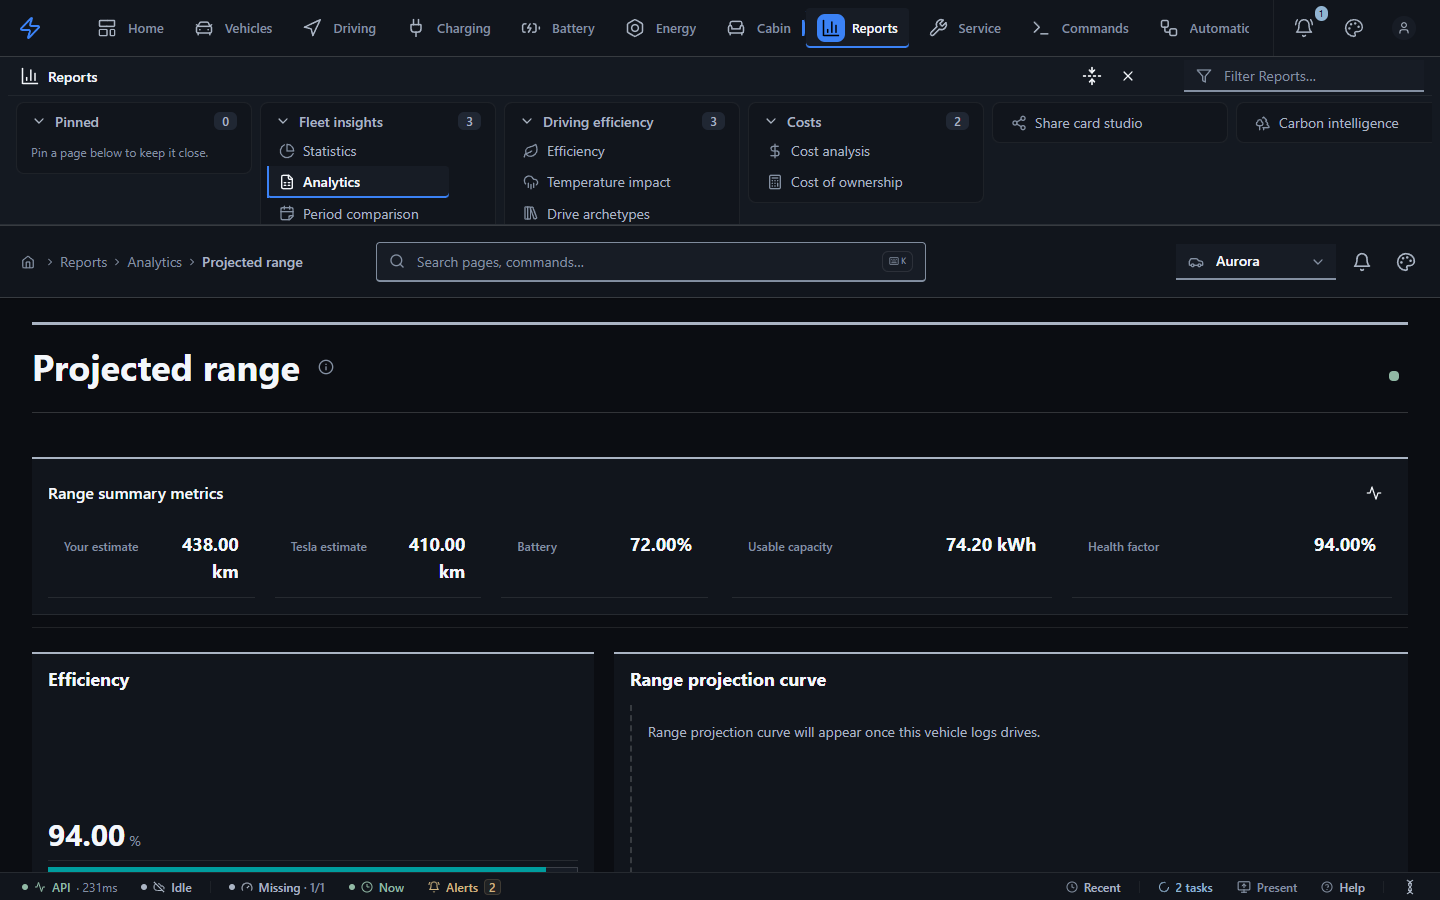 Home
Vehicles
Driving
Charging
Battery
Energy
Cabin
Reports
Service
Commands
Automatic
1
Reports
Filter Reports...
Pinned
0
Pin a page below to keep it close.
Fleet insights
3
Statistics
Analytics
Period comparison
Driving efficiency
3
Efficiency
Temperature impact
Drive archetypes
Costs
2
Cost analysis
Cost of ownership
Share card studio
Carbon intelligence
Reports
Analytics
Projected range
Search pages, commands...
K
Aurora
Projected range
Range summary metrics
Your estimate
438.00 km
Tesla estimate
410.00 km
Battery
72.00%
Usable capacity
74.20 kWh
Health factor
94.00%
Efficiency
94.00 %
Range projection curve
Range projection curve will appear once this vehicle logs drives.
API · 231ms
Idle
Missing · 1/1
Now
Alerts 2
Recent
2 tasks
Present
Help